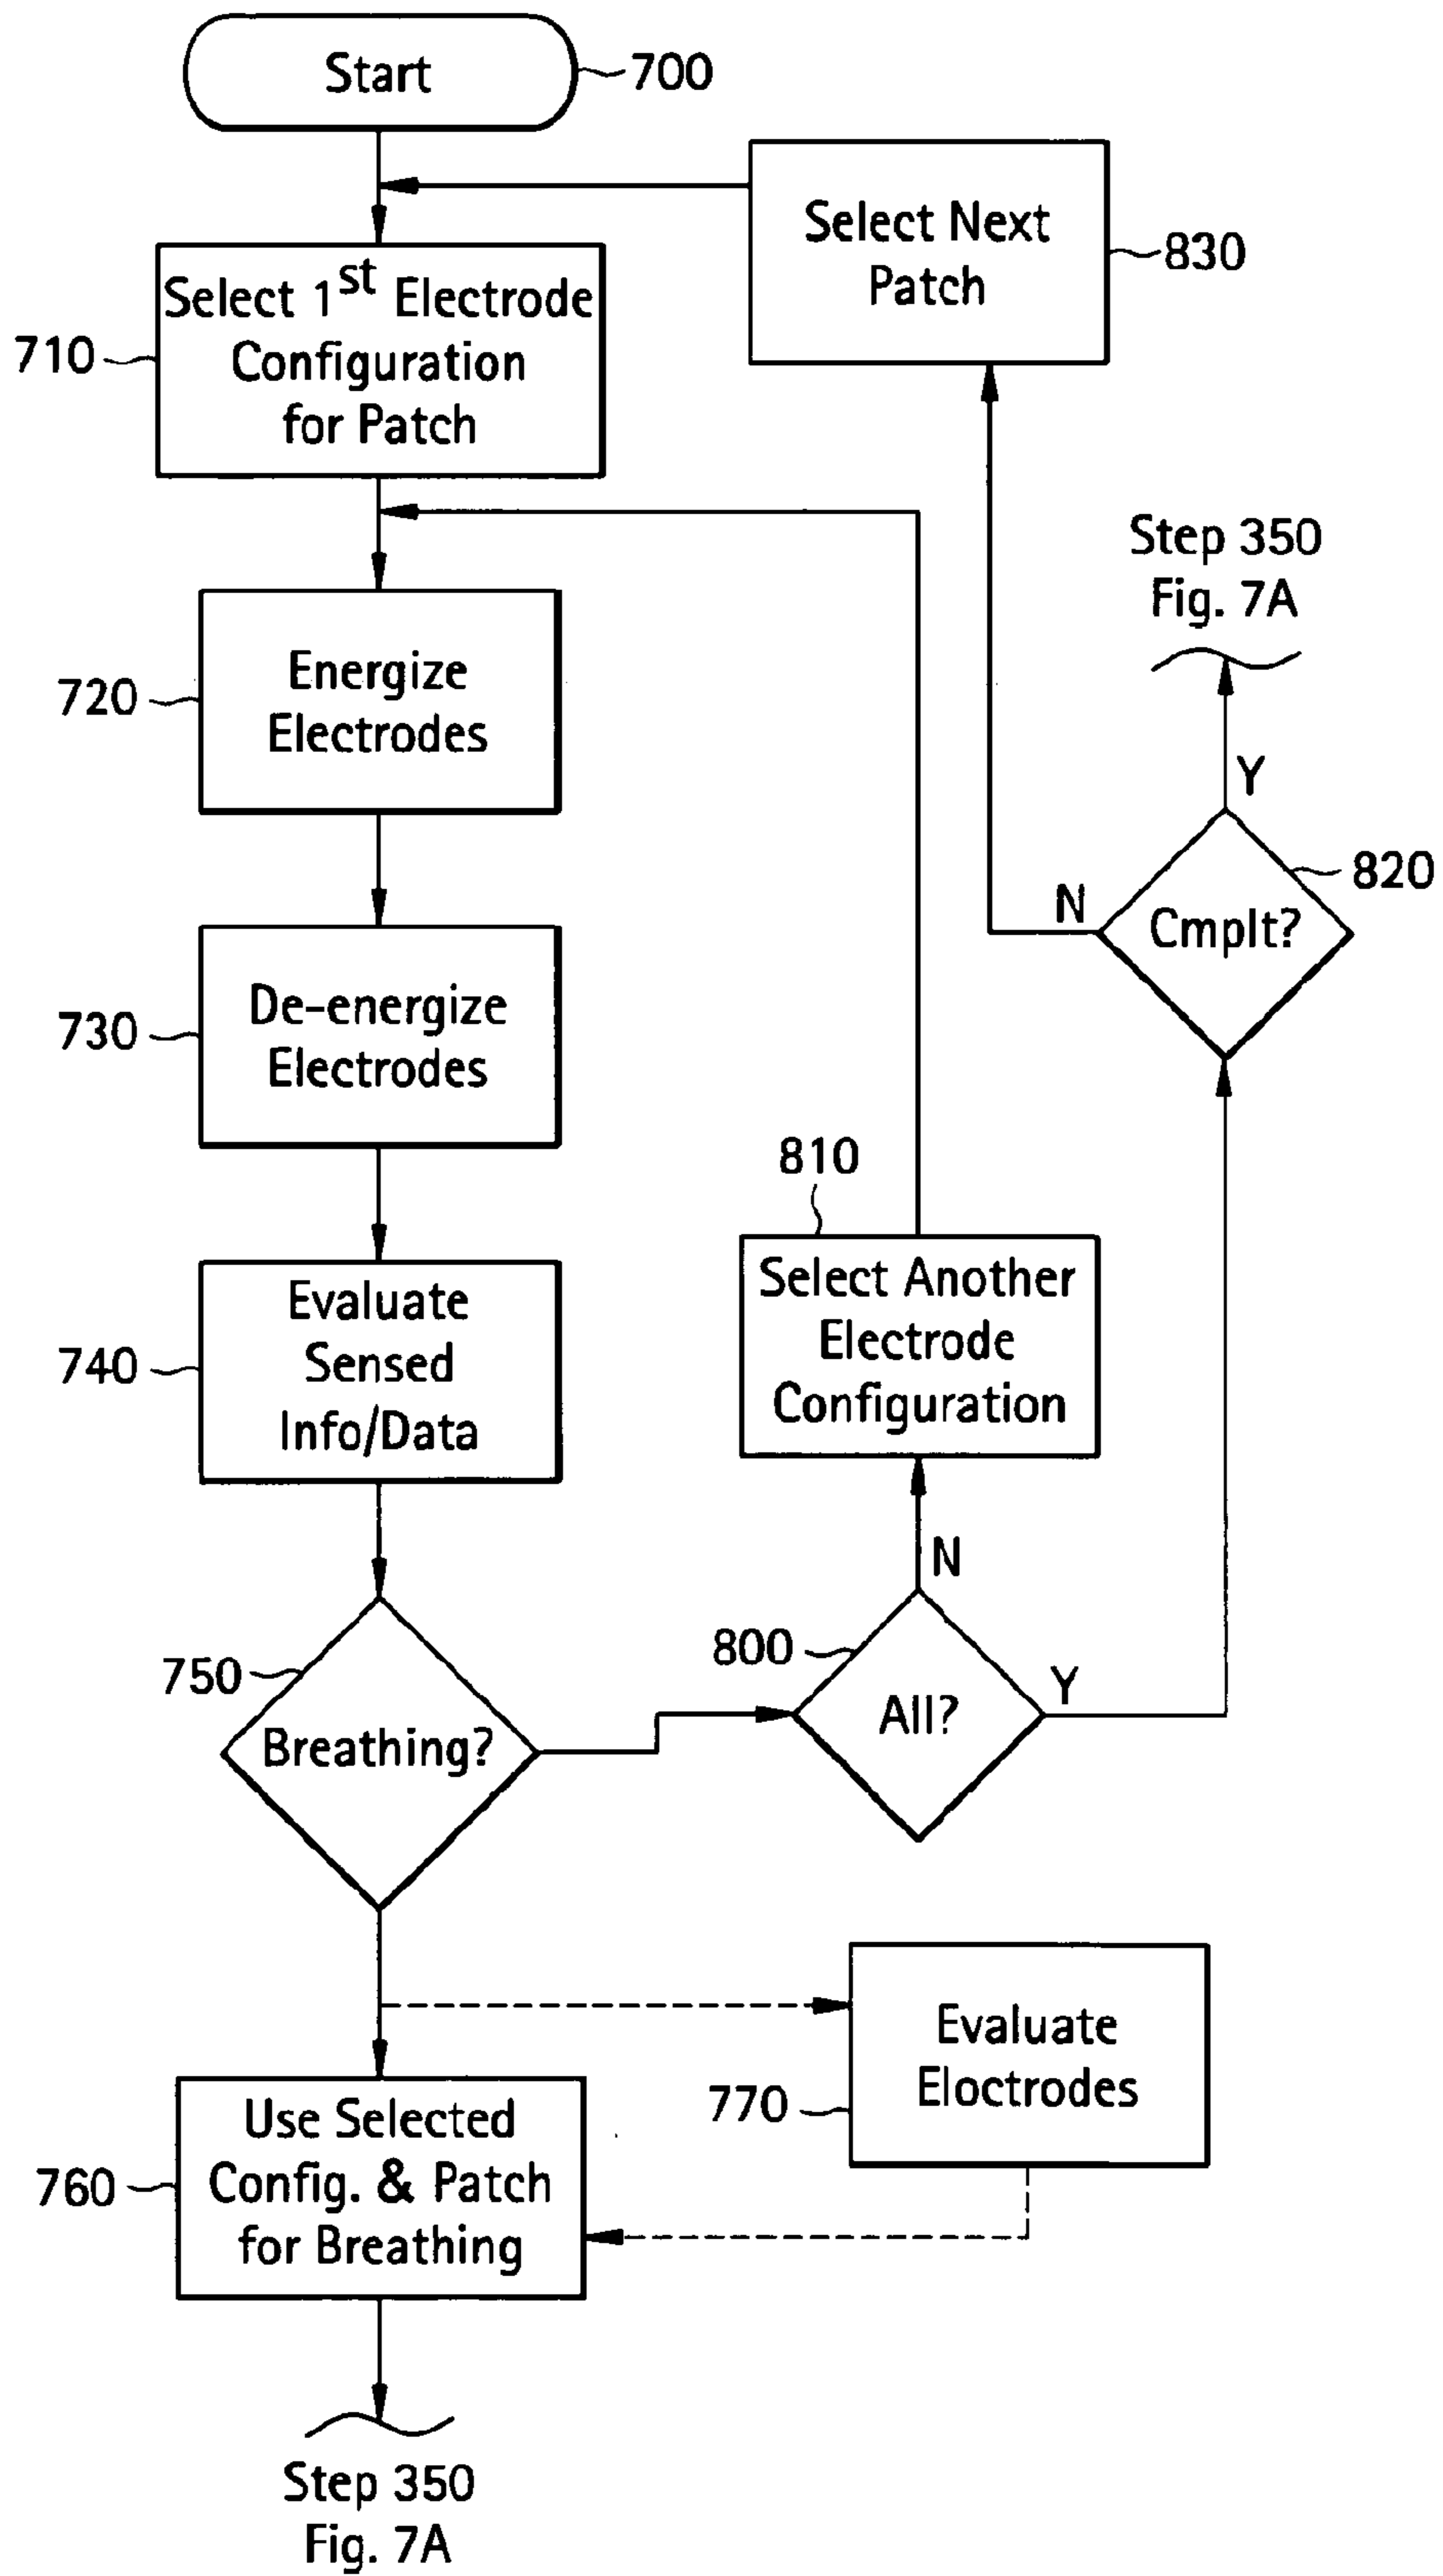 Start
700
Select Next
Patch
830
Select 1st Electrode
Configuration
for Patch
710
Step 350
Fig. 7A
Energize
Electrodes
720
Y
820
N
Cmplt?
De-energize
Electrodes
730
810
Select Another
Electrode
Configuration
Evaluate
Sensed
Info/Data
740
N
800
All?
Y
750
Breathing?
Evaluate
Eloctrodes
770
Use Selected
Config. & Patch
for Breathing
760
Step 350
Fig. 7A